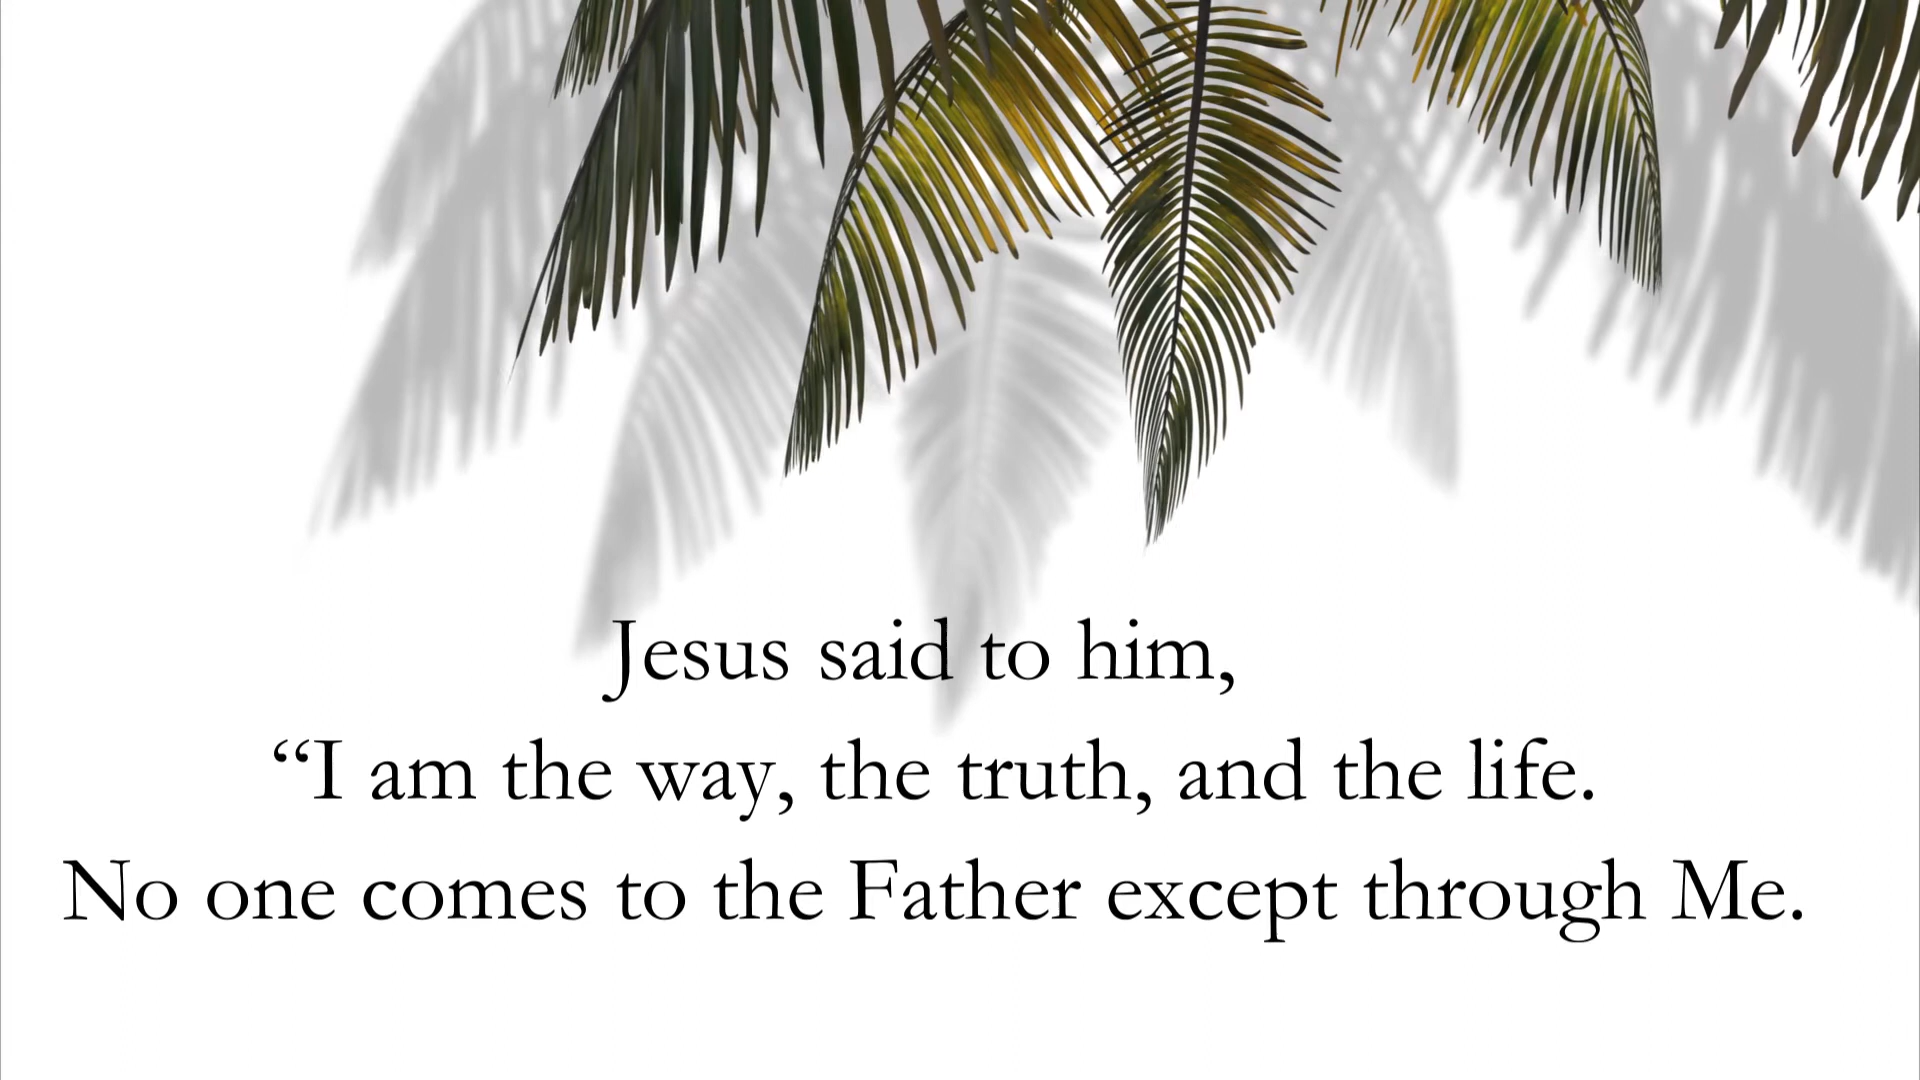 Jesus said to him,
“I am the way, the truth, and the life.
No one comes to the Father except through Me.